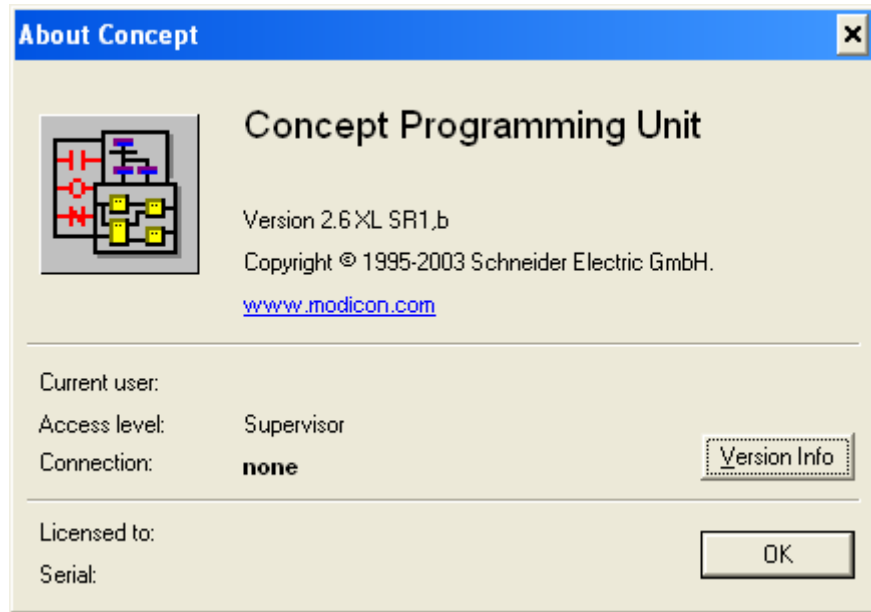 About Concept
Concept Programming Unit
Version 2.6 XL SR1,b
Copyright © 1995-2003 Schneider Electric GmbH.
www.modicon.com
Current user:
Access level: Supervisor
Connection: none
Version Info
Licensed to:
OK
Serial: